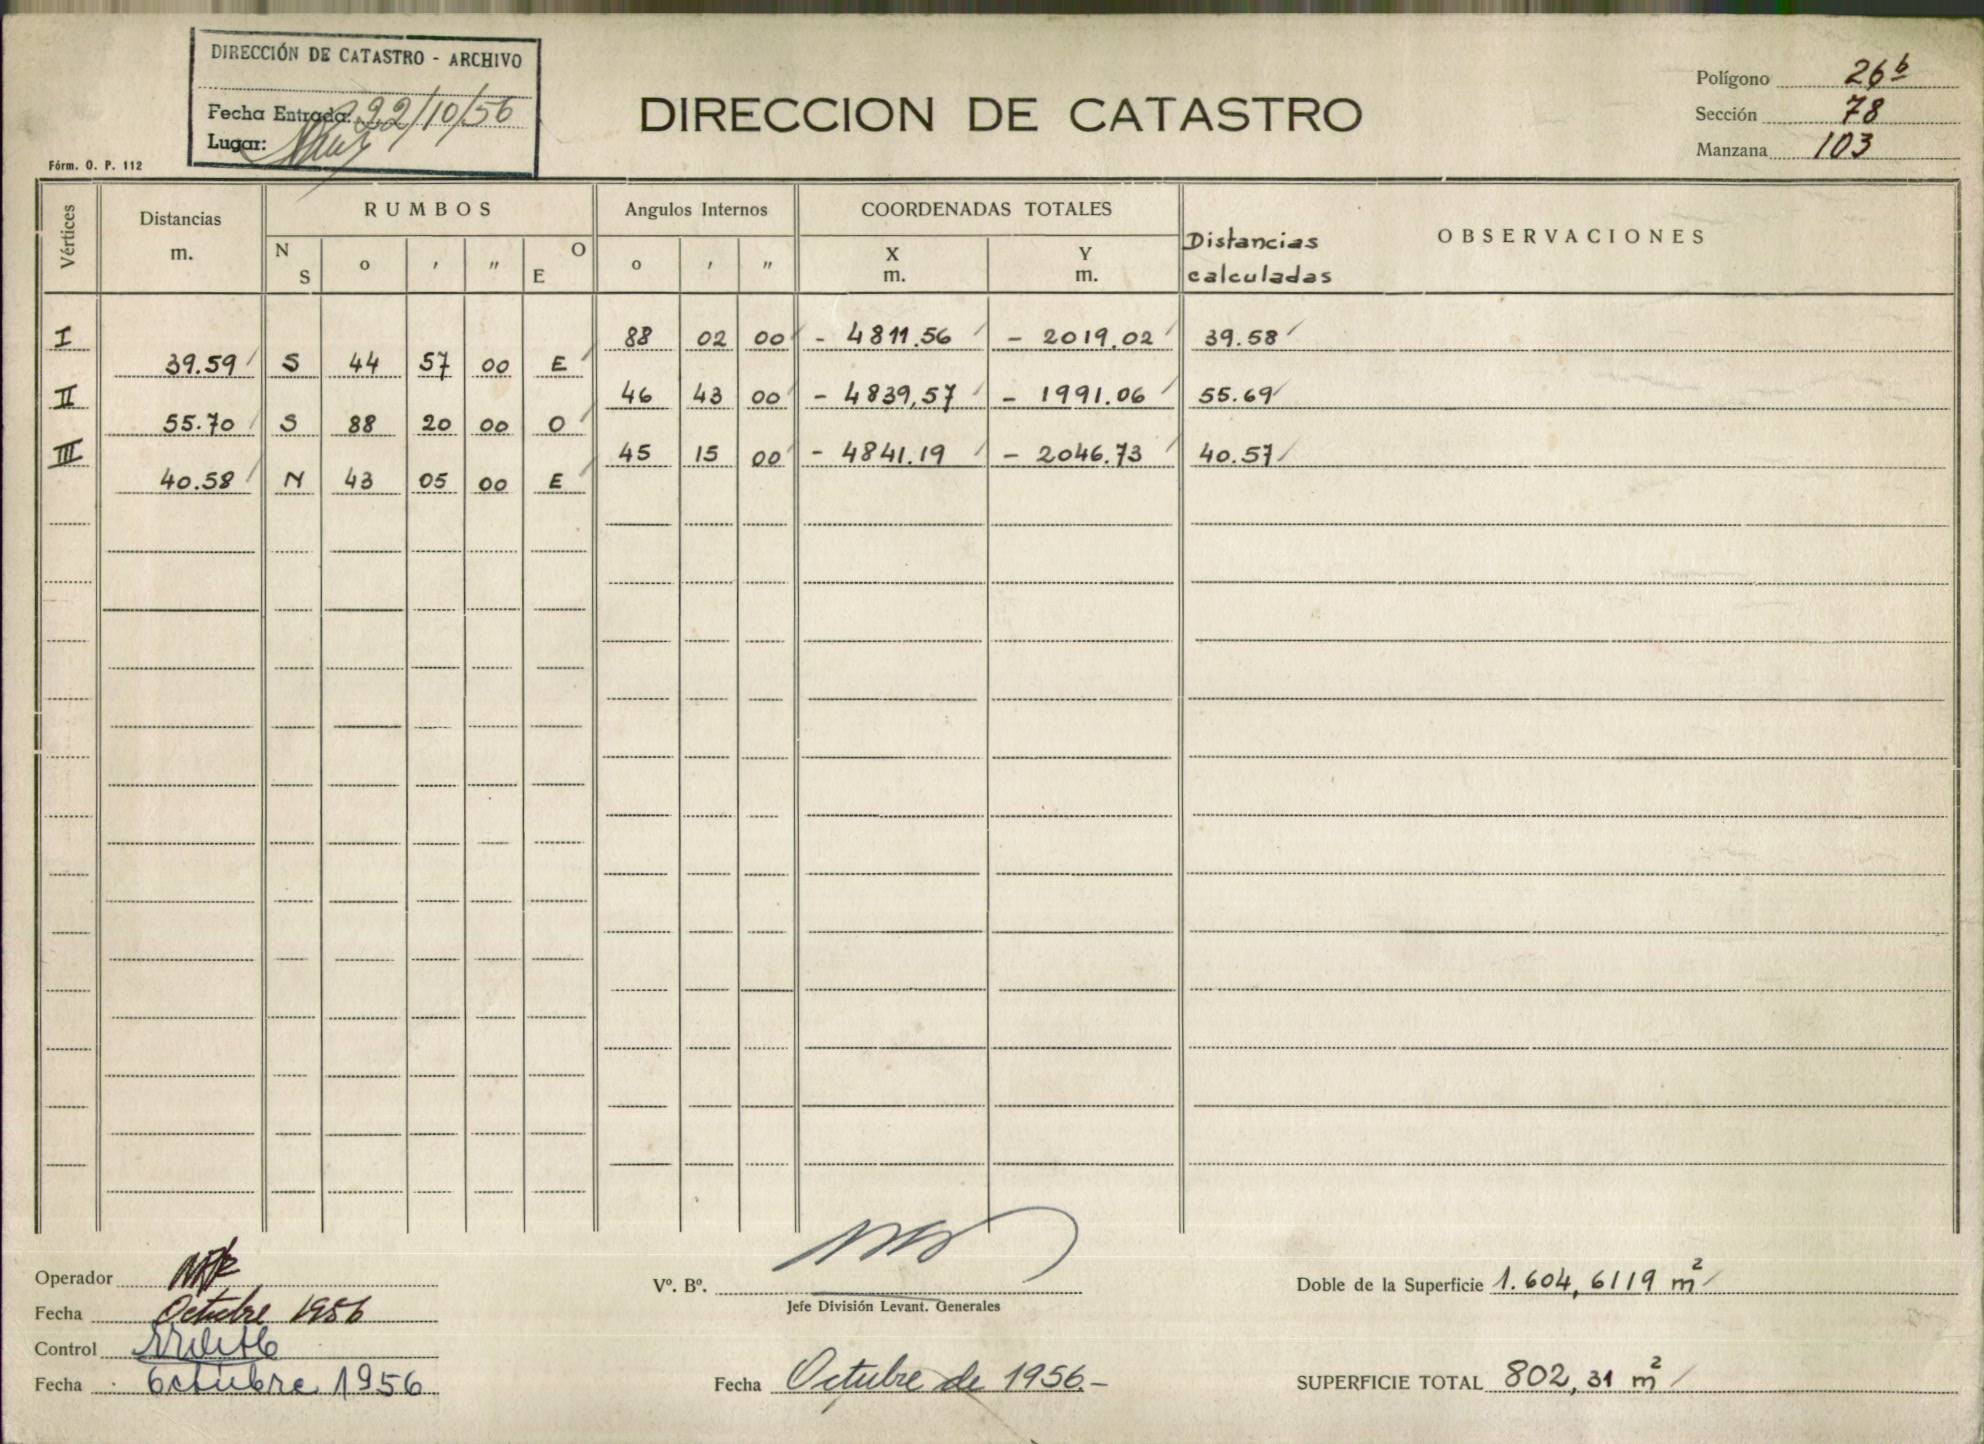 DIRECCIÓN DE CATASTRO - ARCHIVO
Fecha Entrada: 22/10/56
Lugar:
Fórm. O. P. 112
DIRECCION DE CATASTRO
Polígono 26b
Sección 78
Manzana 103
Vértices Distancias m. RUMBOS Angulos Internos COORDENADAS TOTALES Distancias calculadas OBSERVACIONES
N S o ' " O E o ' " X m. Y m.
I 88 02 00 - 4811.56 - 2019.02 39.58
39.59 S 44 57 00 E
II 46 43 00 - 4839,57 - 1991.06 55.69
55.70 S 88 20 00 O
III 45 15 00 - 4841.19 - 2046.73 40.57
40.58 N 43 05 00 E
Operador
Fecha Octubre 1956
Control
Fecha Octubre 1956
Vº. Bº.
Jefe División Levant. Generales
Fecha Octubre de 1956.-
Doble de la Superficie 1.604,6119 m2
SUPERFICIE TOTAL 802,31 m2